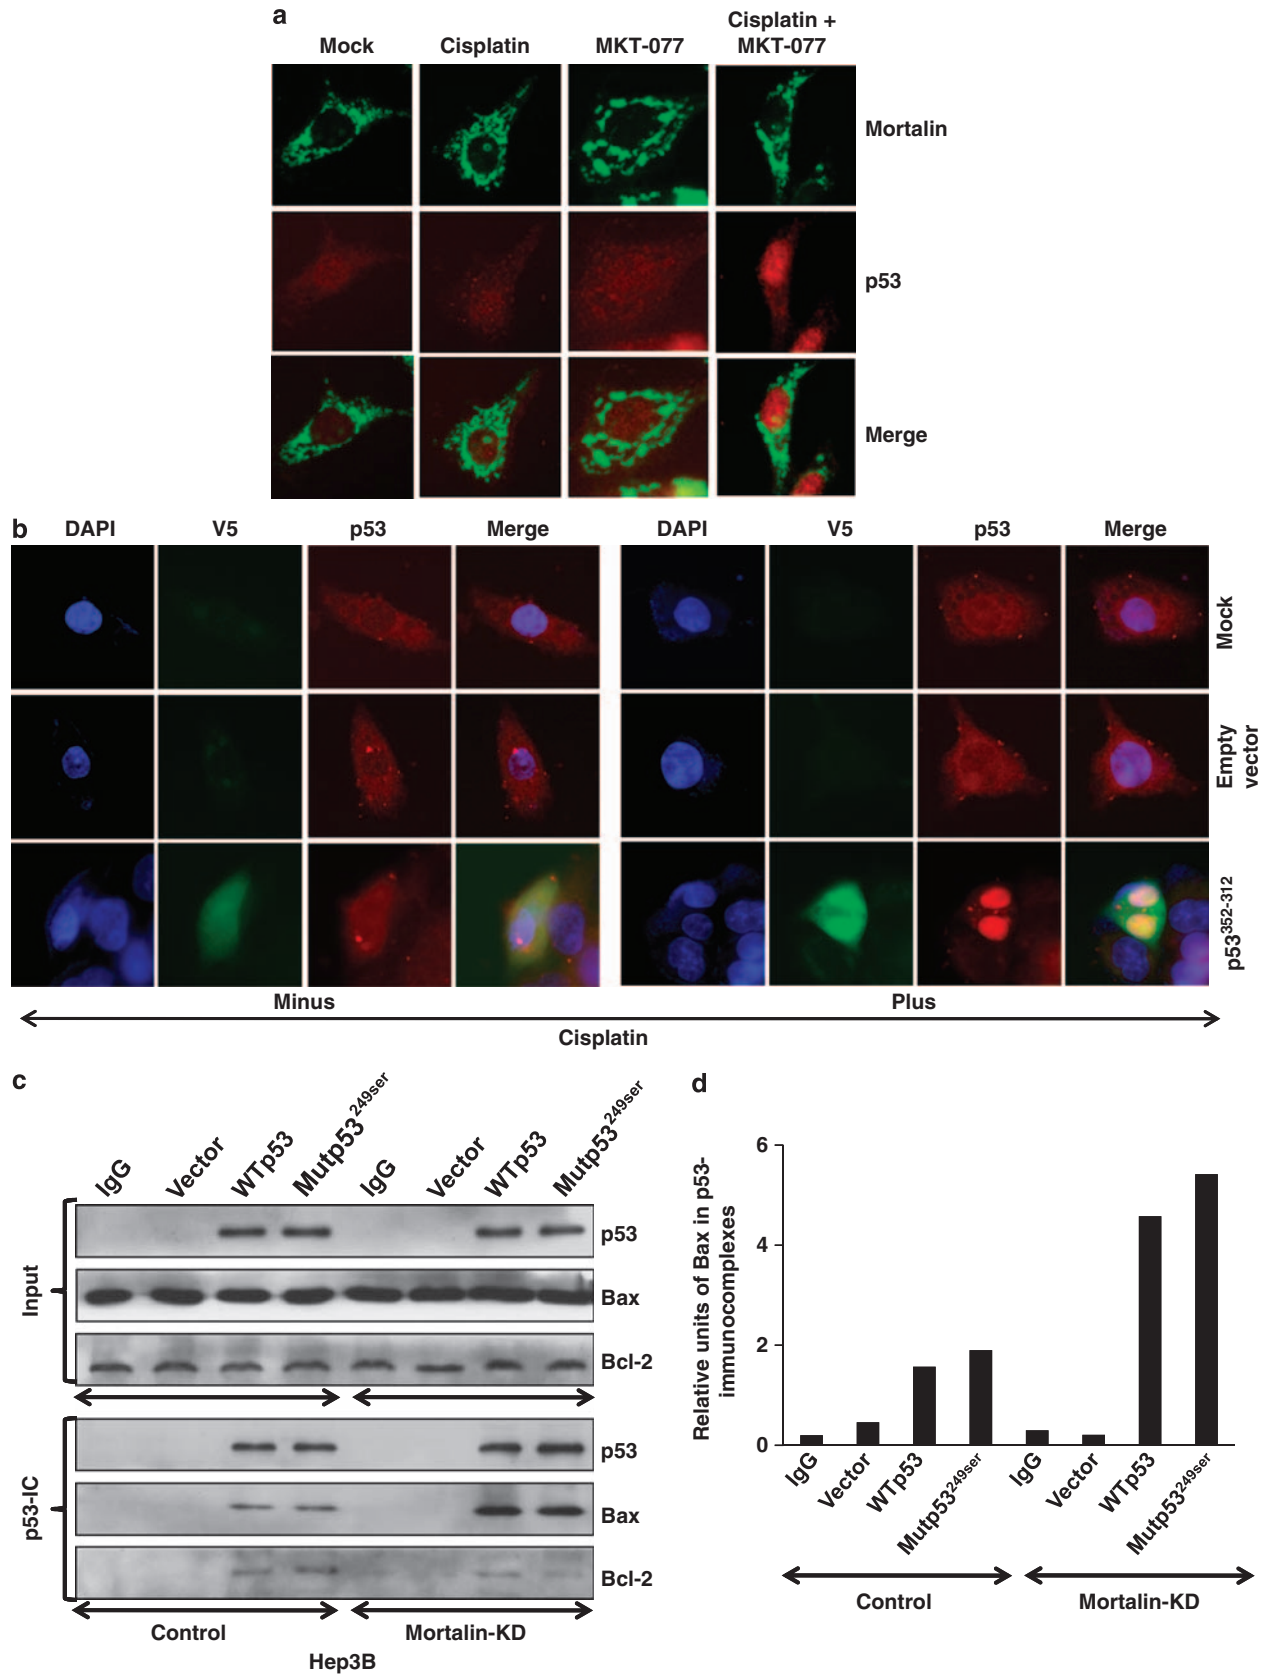 a
Mock
Cisplatin
MKT-077
Cisplatin +
MKT-077
Mortalin
p53
Merge
b
DAPI
V5
p53
Merge
DAPI
V5
p53
Merge
Mock
Empty
vector
p53³⁵²⁻³¹²
Minus
Plus
Cisplatin
c
IgG
Vector
WTp53
Mutp53²⁴⁹ˢᵉʳ
IgG
Vector
WTp53
Mutp53²⁴⁹ˢᵉʳ
Input
p53
Bax
Bcl-2
p53-IC
p53
Bax
Bcl-2
Control
Mortalin-KD
Hep3B
d
Relative units of Bax in p53-
immunocomplexes
6
4
2
0
IgG
Vector
WTp53
Mutp53²⁴⁹ˢᵉʳ
IgG
Vector
WTp53
Mutp53²⁴⁹ˢᵉʳ
Control
Mortalin-KD